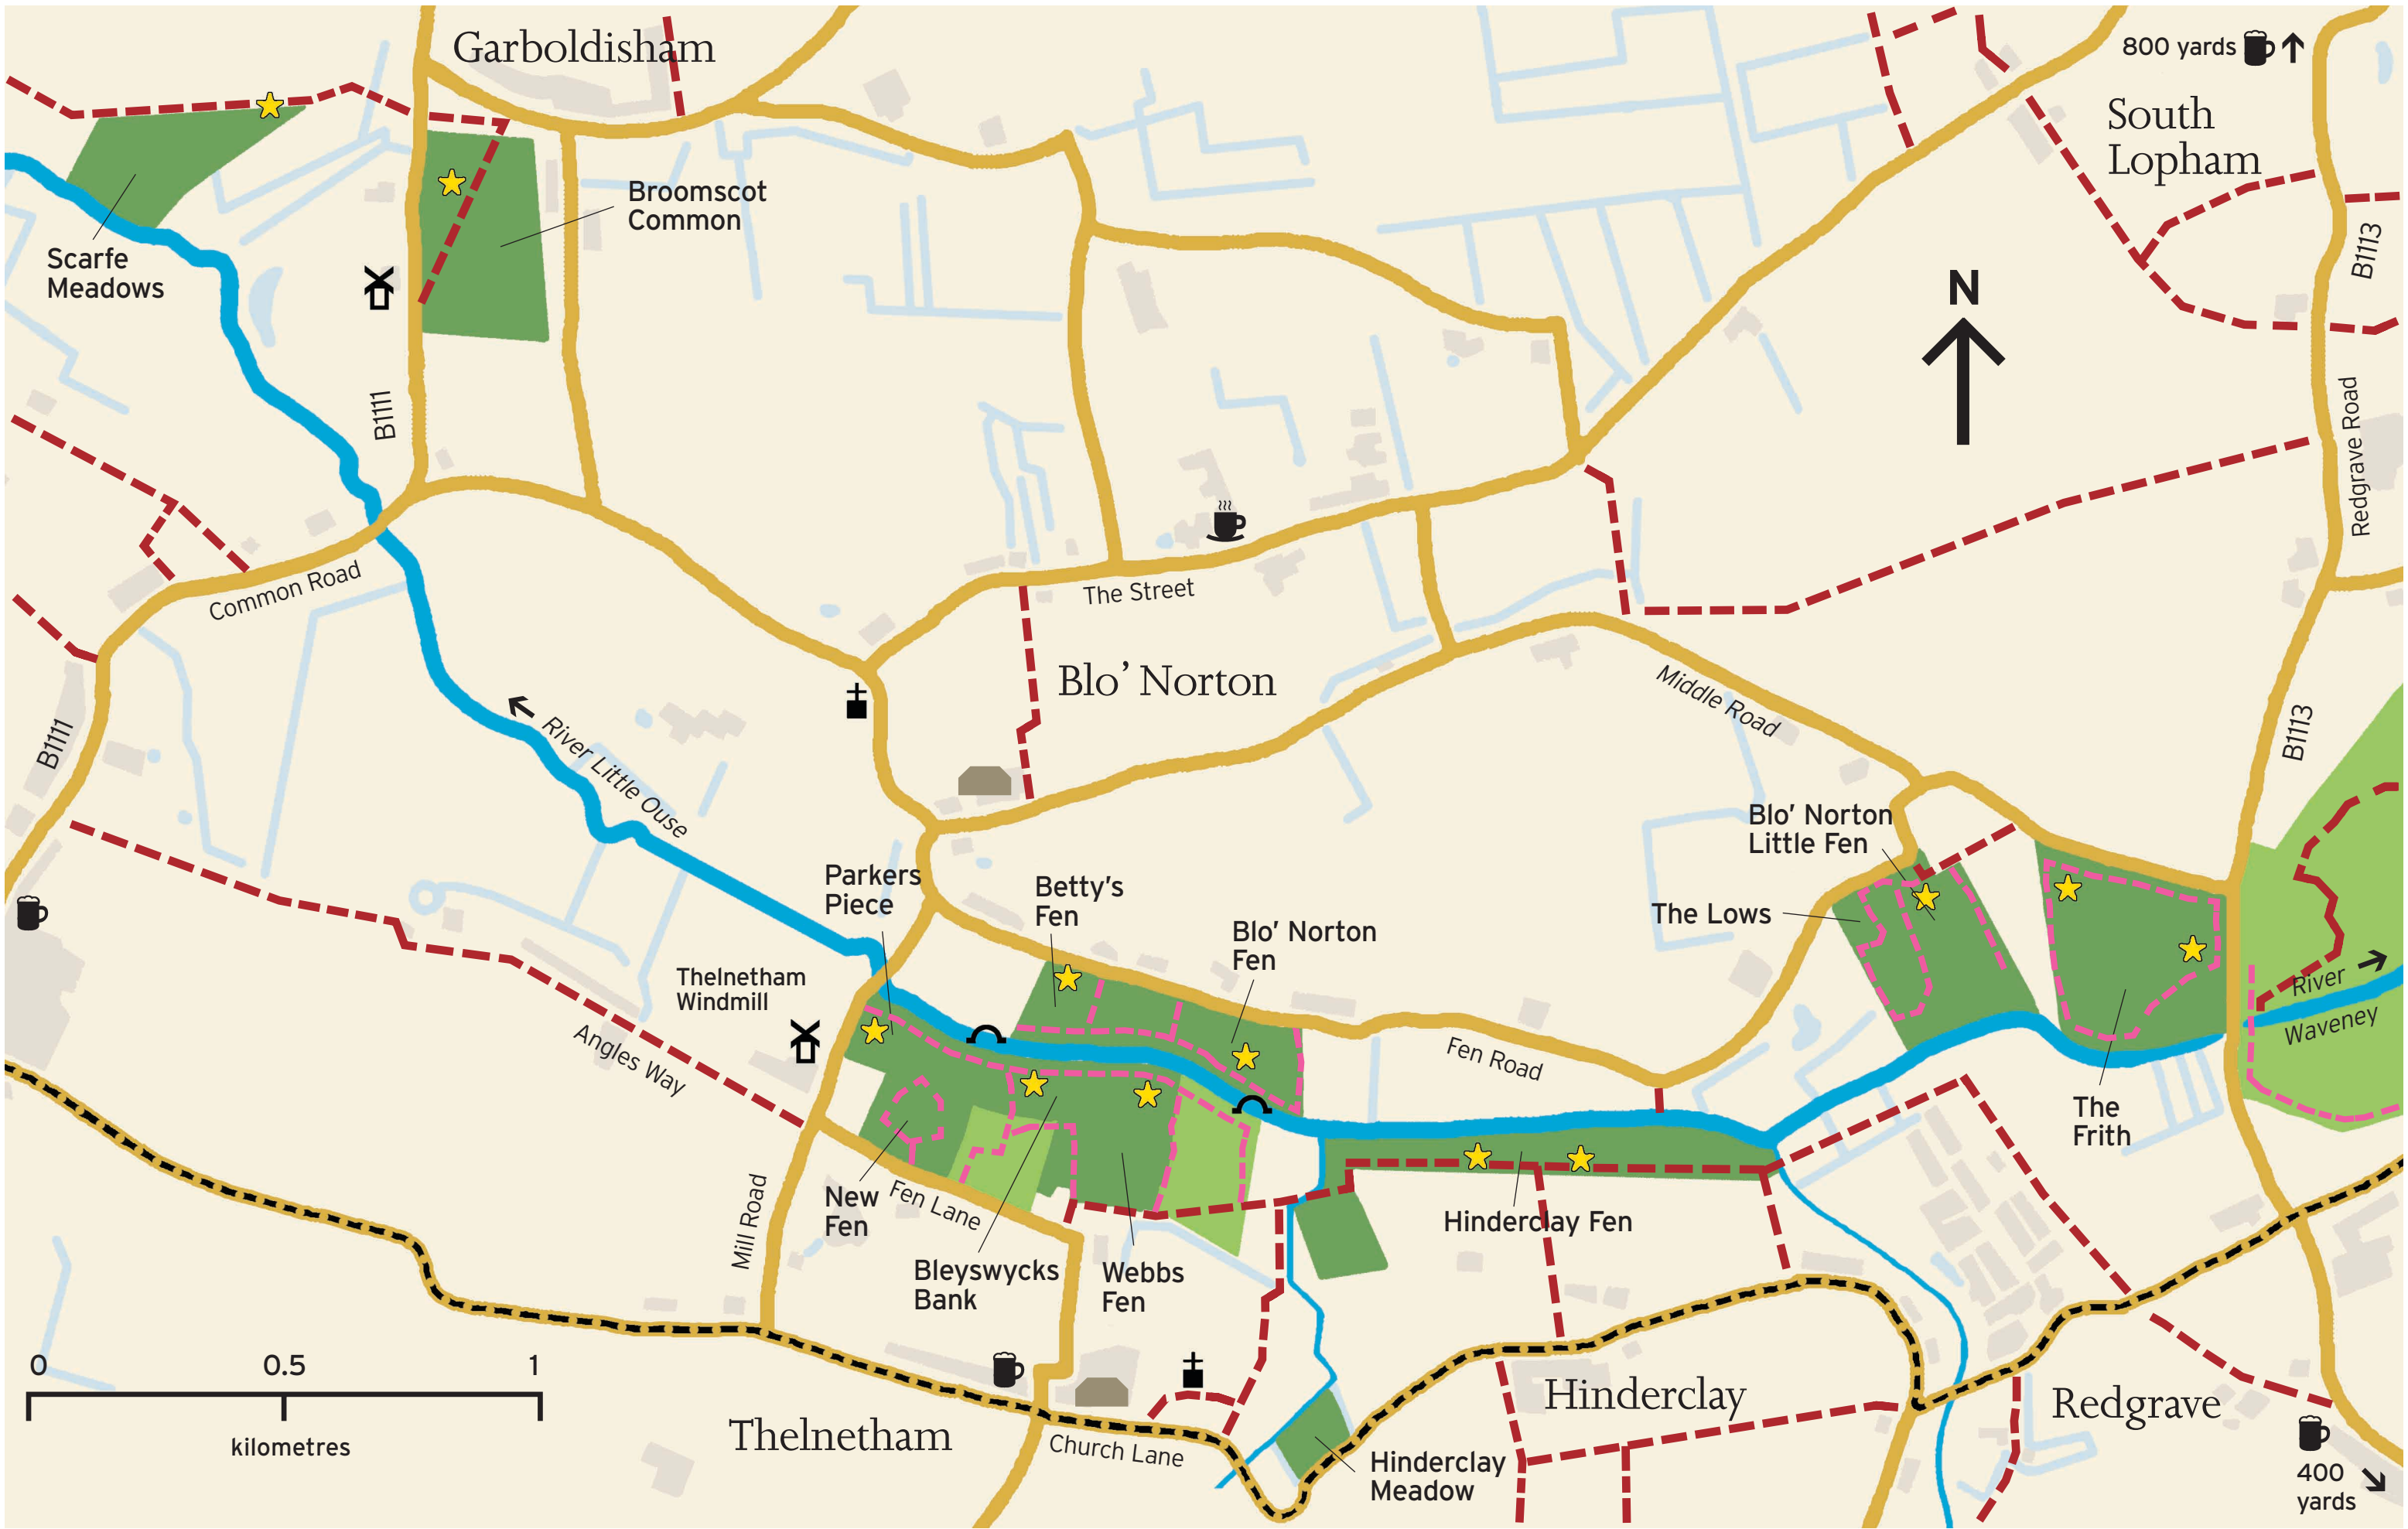 Garboldisham
800 yards
South
Lopham
Broomscot
Common
Scarfe
Meadows
B1113
N
B1111
Redgrave Road
Common Road
The Street
Blo’ Norton
Middle Road
B1111
River Little Ouse
B1113
Blo’ Norton
Little Fen
Parkers
Piece
Betty’s
Fen
The Lows
Blo’ Norton
Fen
Thelnetham
Windmill
River
Waveney
Angles Way
Fen Road
The
Frith
New
Fen
Fen Lane
Mill Road
Hinderclay Fen
Bleyswycks
Bank
Webbs
Fen
0 0.5 1
kilometres
Thelnetham
Church Lane
Hinderclay
Redgrave
Hinderclay
Meadow
400
yards